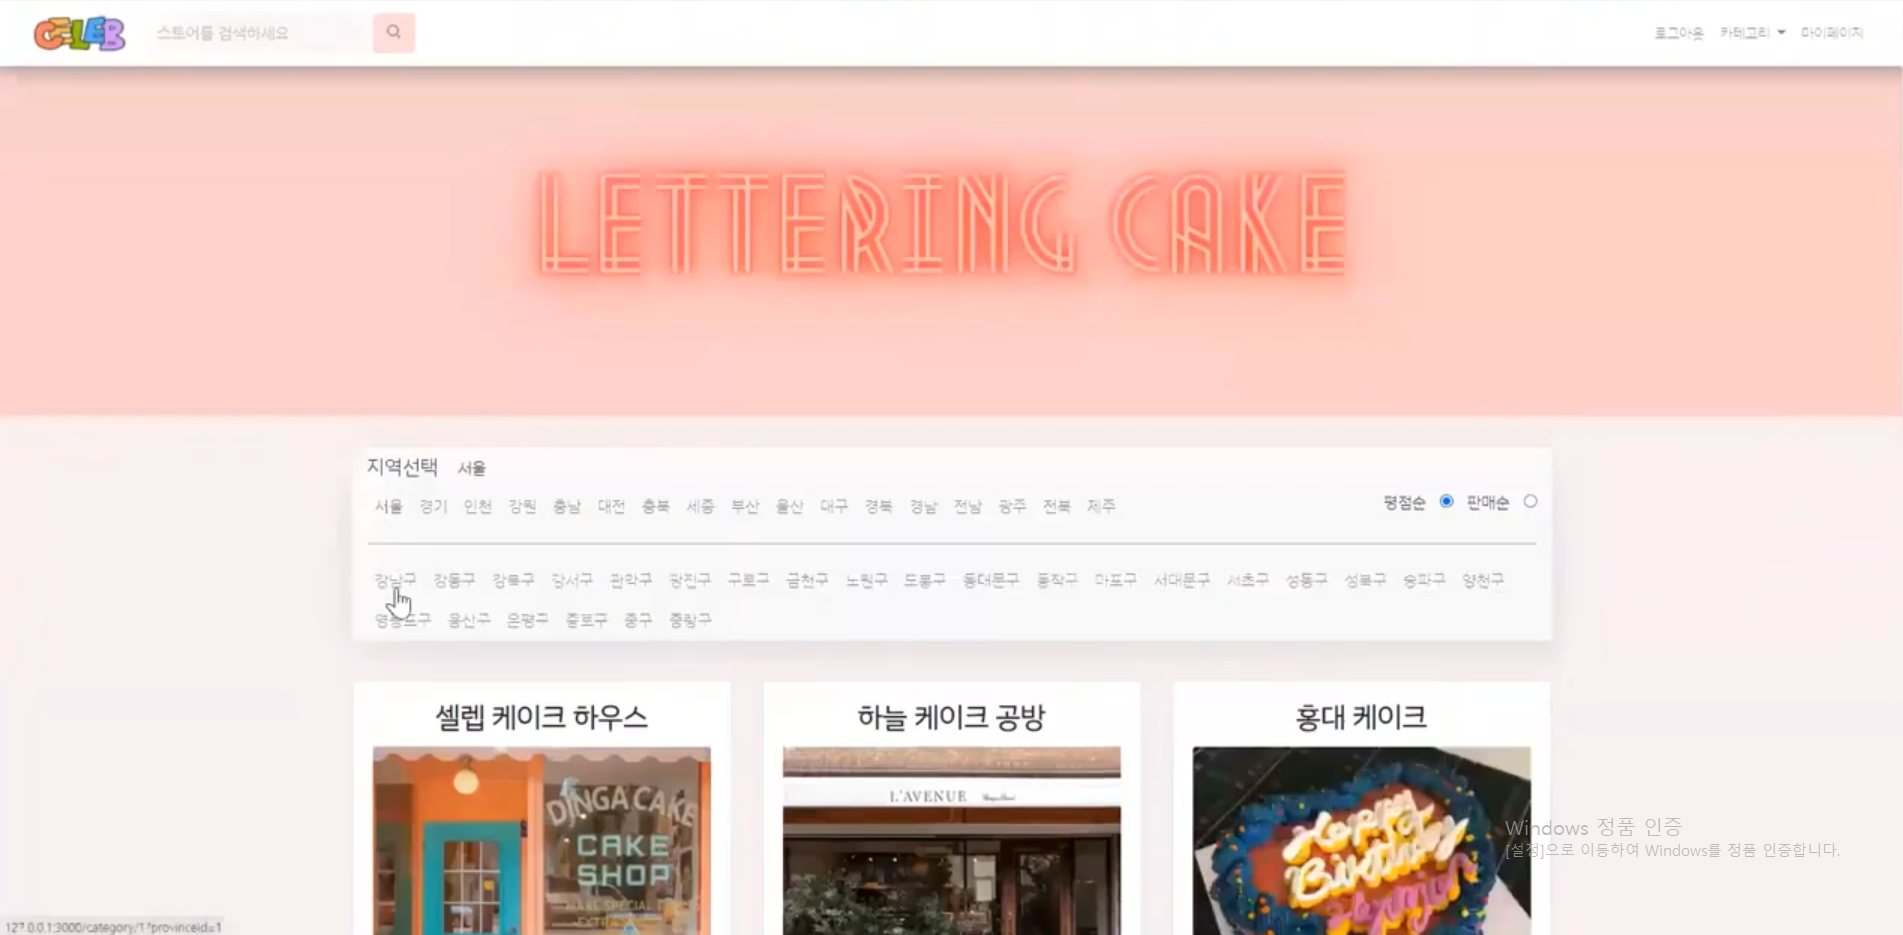 CELEB 스토어를 검색하세요 로그아웃 카테고리 마이페이지
LETTERING CAKE
지역선택 서울
서울 경기 인천 강원 충남 대전 충북 세종 부산 울산 대구 경북 경남 전남 광주 전북 제주 평점순 판매순
강남구 강동구 강북구 강서구 관악구 광진구 구로구 금천구 노원구 도봉구 동대문구 동작구 마포구 서대문구 서초구 성동구 성북구 송파구 양천구
용산구 은평구 중구 중랑구
셀렙 케이크 하우스 하늘 케이크 공방 홍대 케이크
DINGA CAKE
CAKE
SHOP
MAKE SPECIAL
L'AVENUE
Happy
Birthday
Windows 정품 인증
[설정]으로 이동하여 Windows를 정품 인증합니다.
127.0.0.1:3000/category/1?provinceId=1